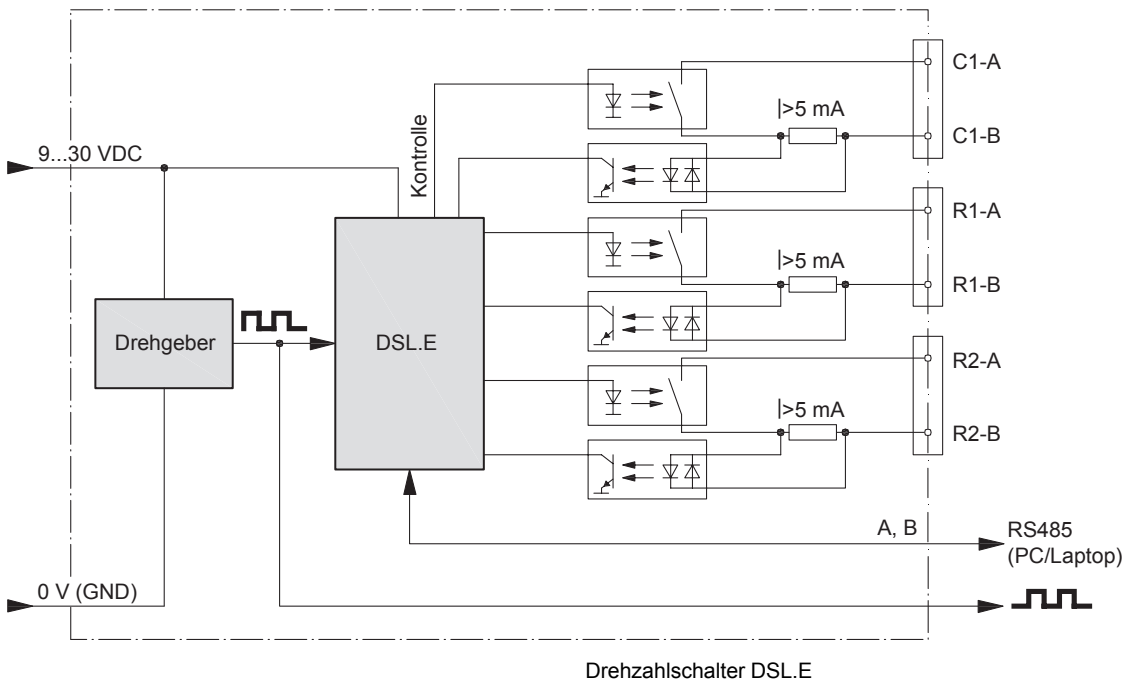 C1-A
I>5 mA
C1-B
9...30 VDC
Kontrolle
R1-A
I>5 mA
R1-B
Drehgeber
DSL.E
R2-A
I>5 mA
R2-B
A, B
RS485
(PC/Laptop)
0 V (GND)
Drehzahlschalter DSL.E